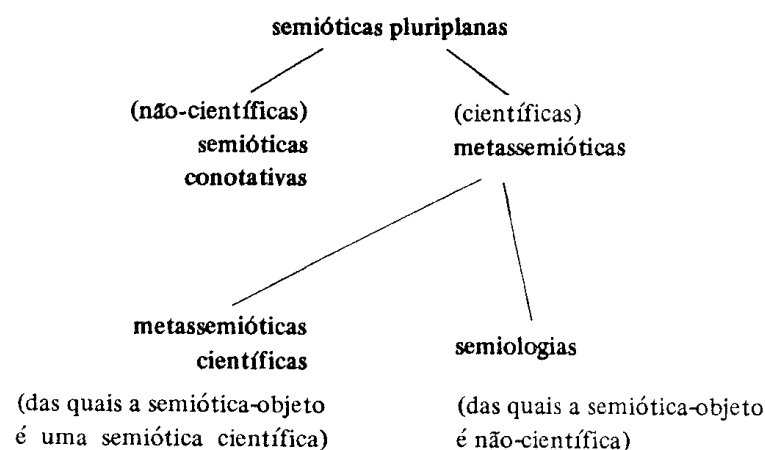 semióticas pluriplanas
(não-científicas)
semióticas
conotativas
(científicas)
metassemióticas
metassemióticas
científicas
(das quais a semiótica-objeto
é uma semiótica científica)
semiologias
(das quais a semiótica-objeto
é não-científica)